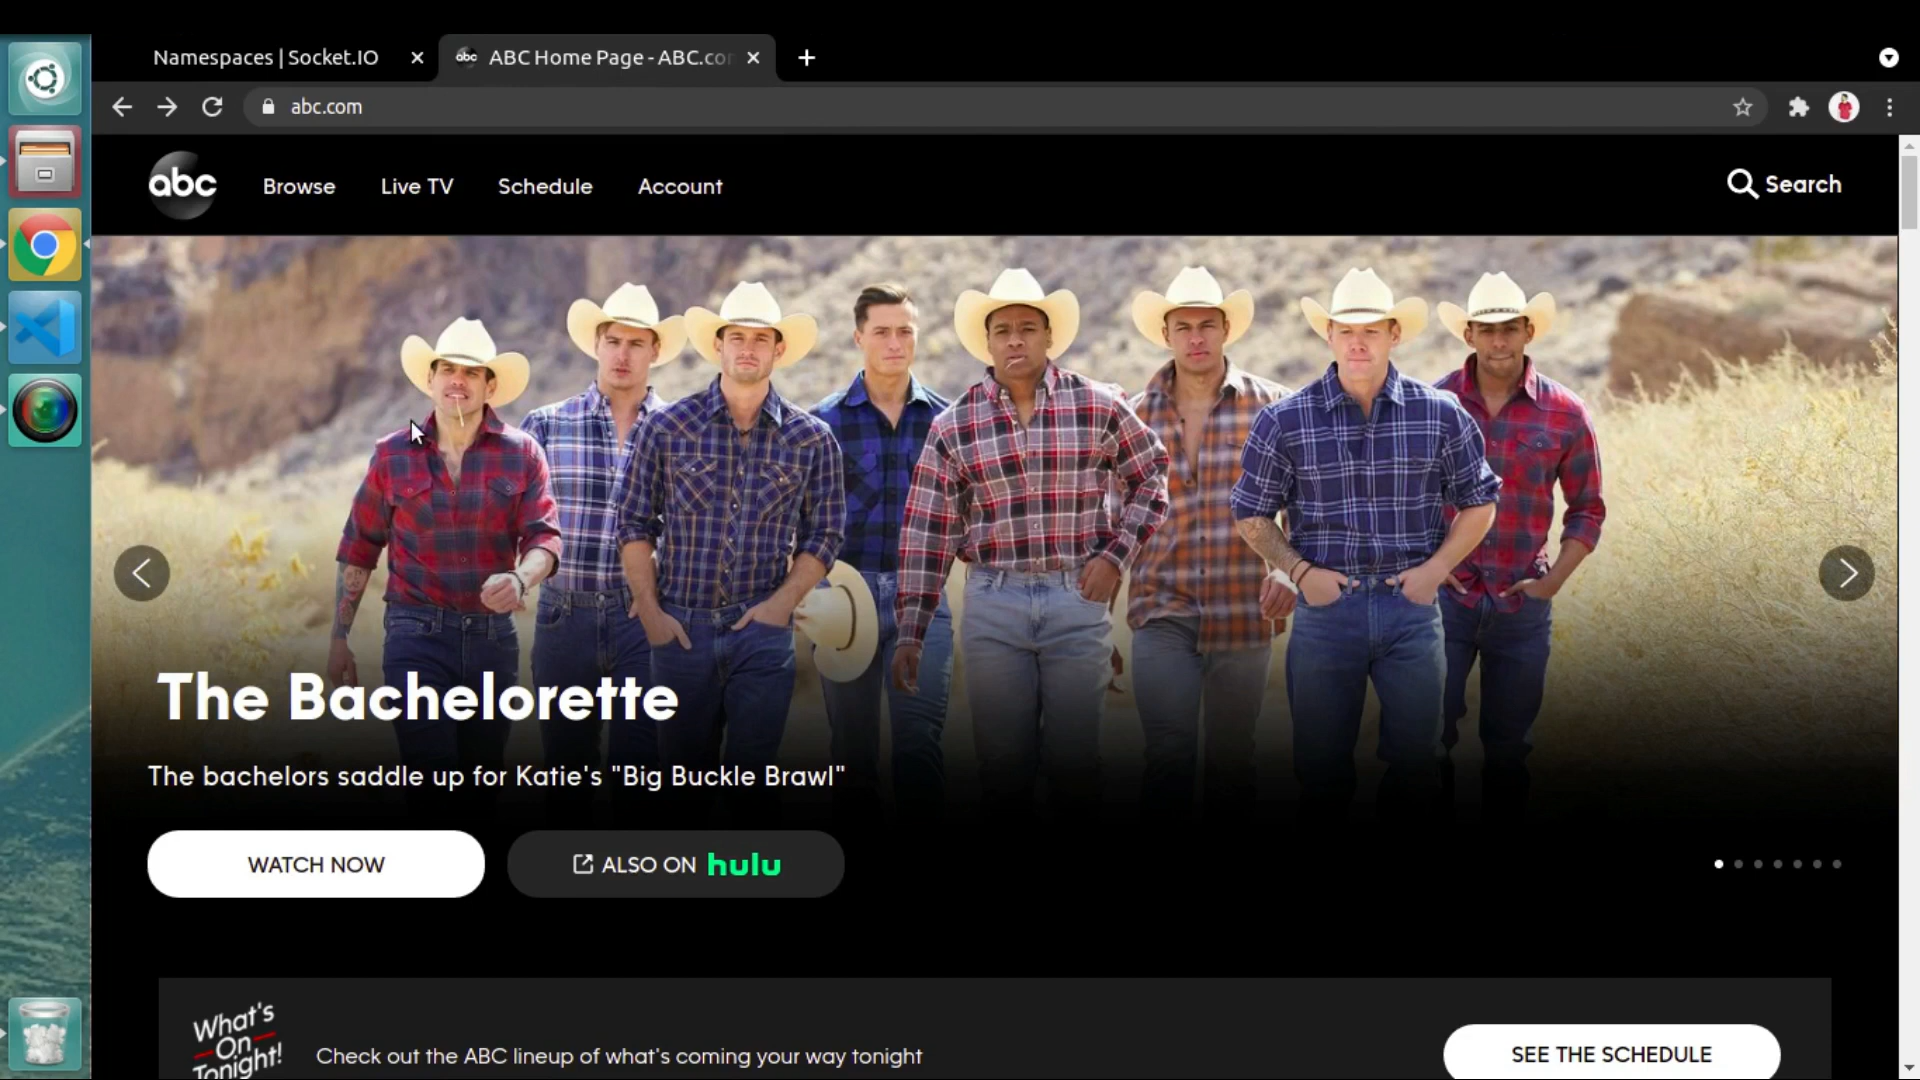 Namespaces | Socket.IO
abc ABC Home Page - ABC.co
abc.com
abc Browse Live TV Schedule Account Search
The Bachelorette
The bachelors saddle up for Katie's "Big Buckle Brawl"
WATCH NOW ALSO ON hulu
What's
On
Tonight!
Check out the ABC lineup of what's coming your way tonight
SEE THE SCHEDULE